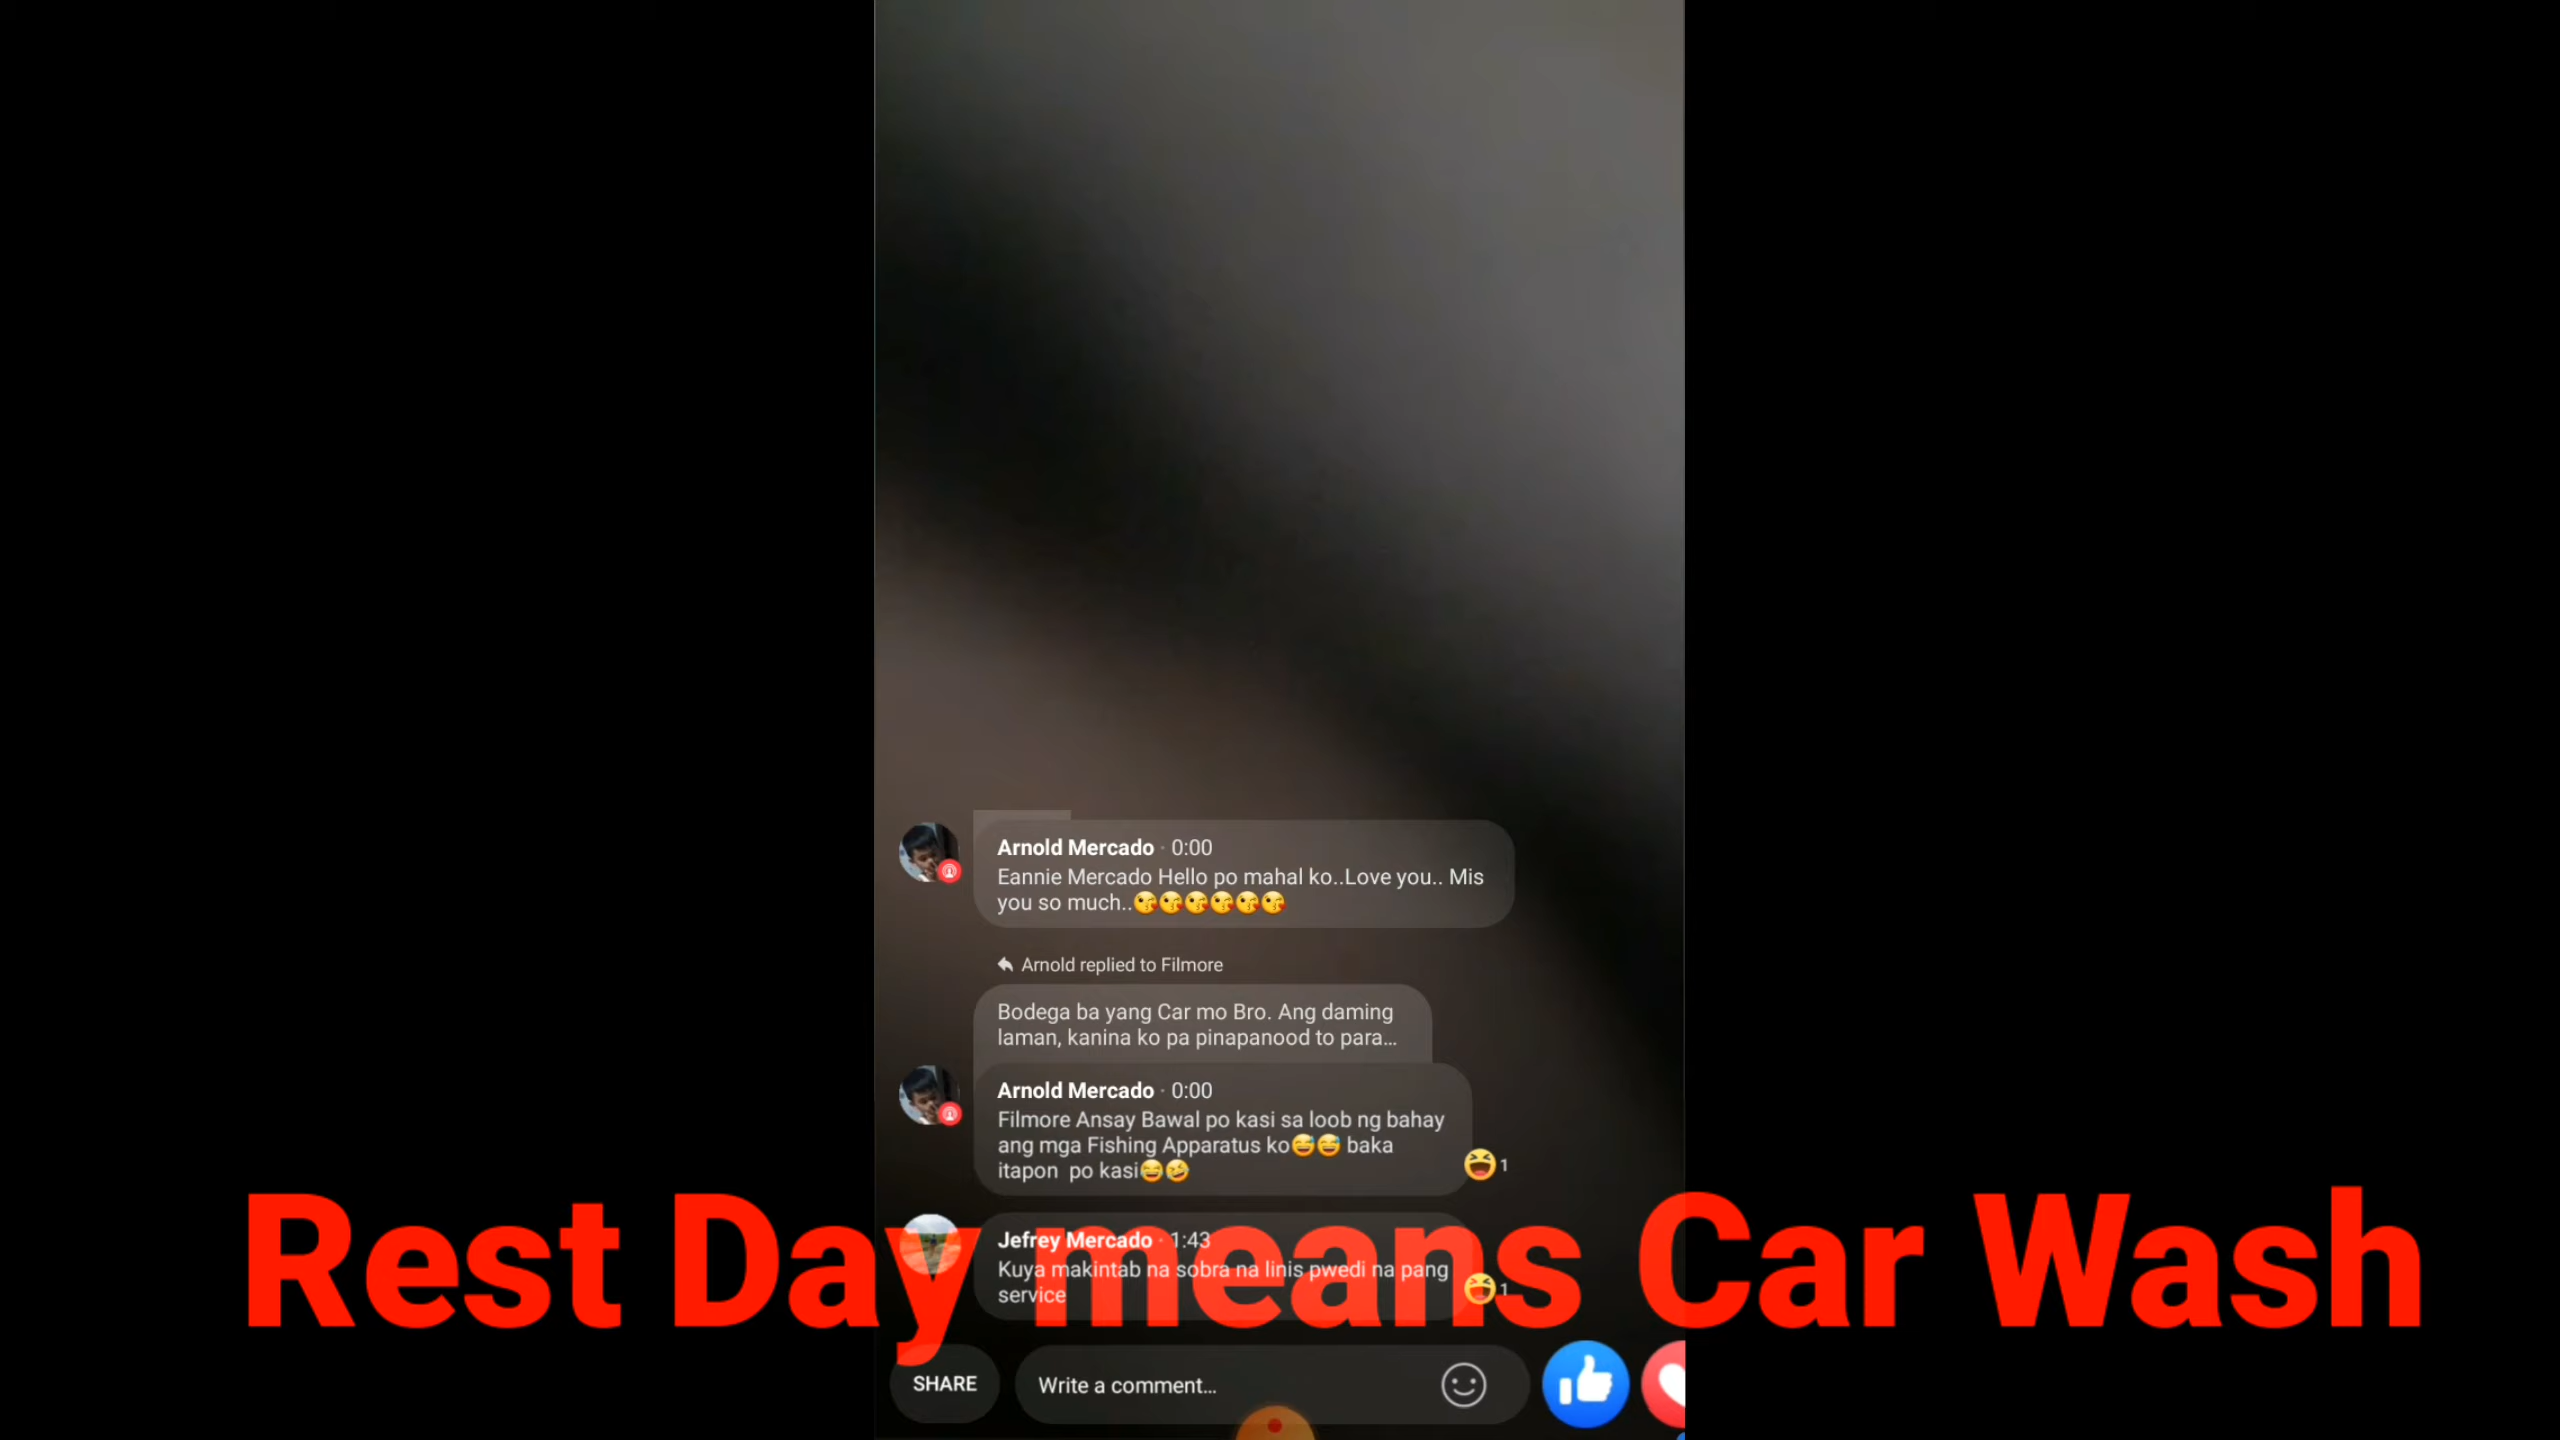 Arnold Mercado · 0:00
Eannie Mercado Hello po mahal ko..Love you.. Mis
you so much..😘😘😘😘😘😘
Arnold replied to Filmore
Bodega ba yang Car mo Bro. Ang daming
laman, kanina ko pa pinapanood to para...
Arnold Mercado · 0:00
Filmore Ansay Bawal po kasi sa loob ng bahay
ang mga Fishing Apparatus ko😅😅 baka
itapon  po kasi😂🤣
1
Jefrey Mercado · 1:43
Kuya makintab na sobra na linis pwedi na pang
service
1
Rest Day means Car Wash
SHARE
Write a comment...